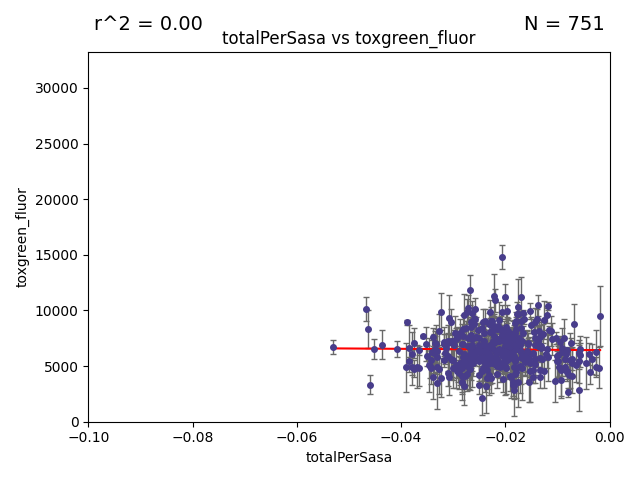 r^2 = 0.00
N = 751
totalPerSasa vs toxgreen_fluor
30000
25000
20000
15000
10000
5000
0
toxgreen_fluor
−0.10
−0.08
−0.06
−0.04
−0.02
0.00
totalPerSasa